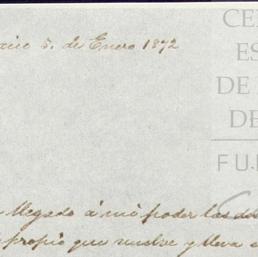 5. de Enero 1872
CE
ES
DE
DE
F U.
llegado á mi poder las
propio que vuelve y lleva